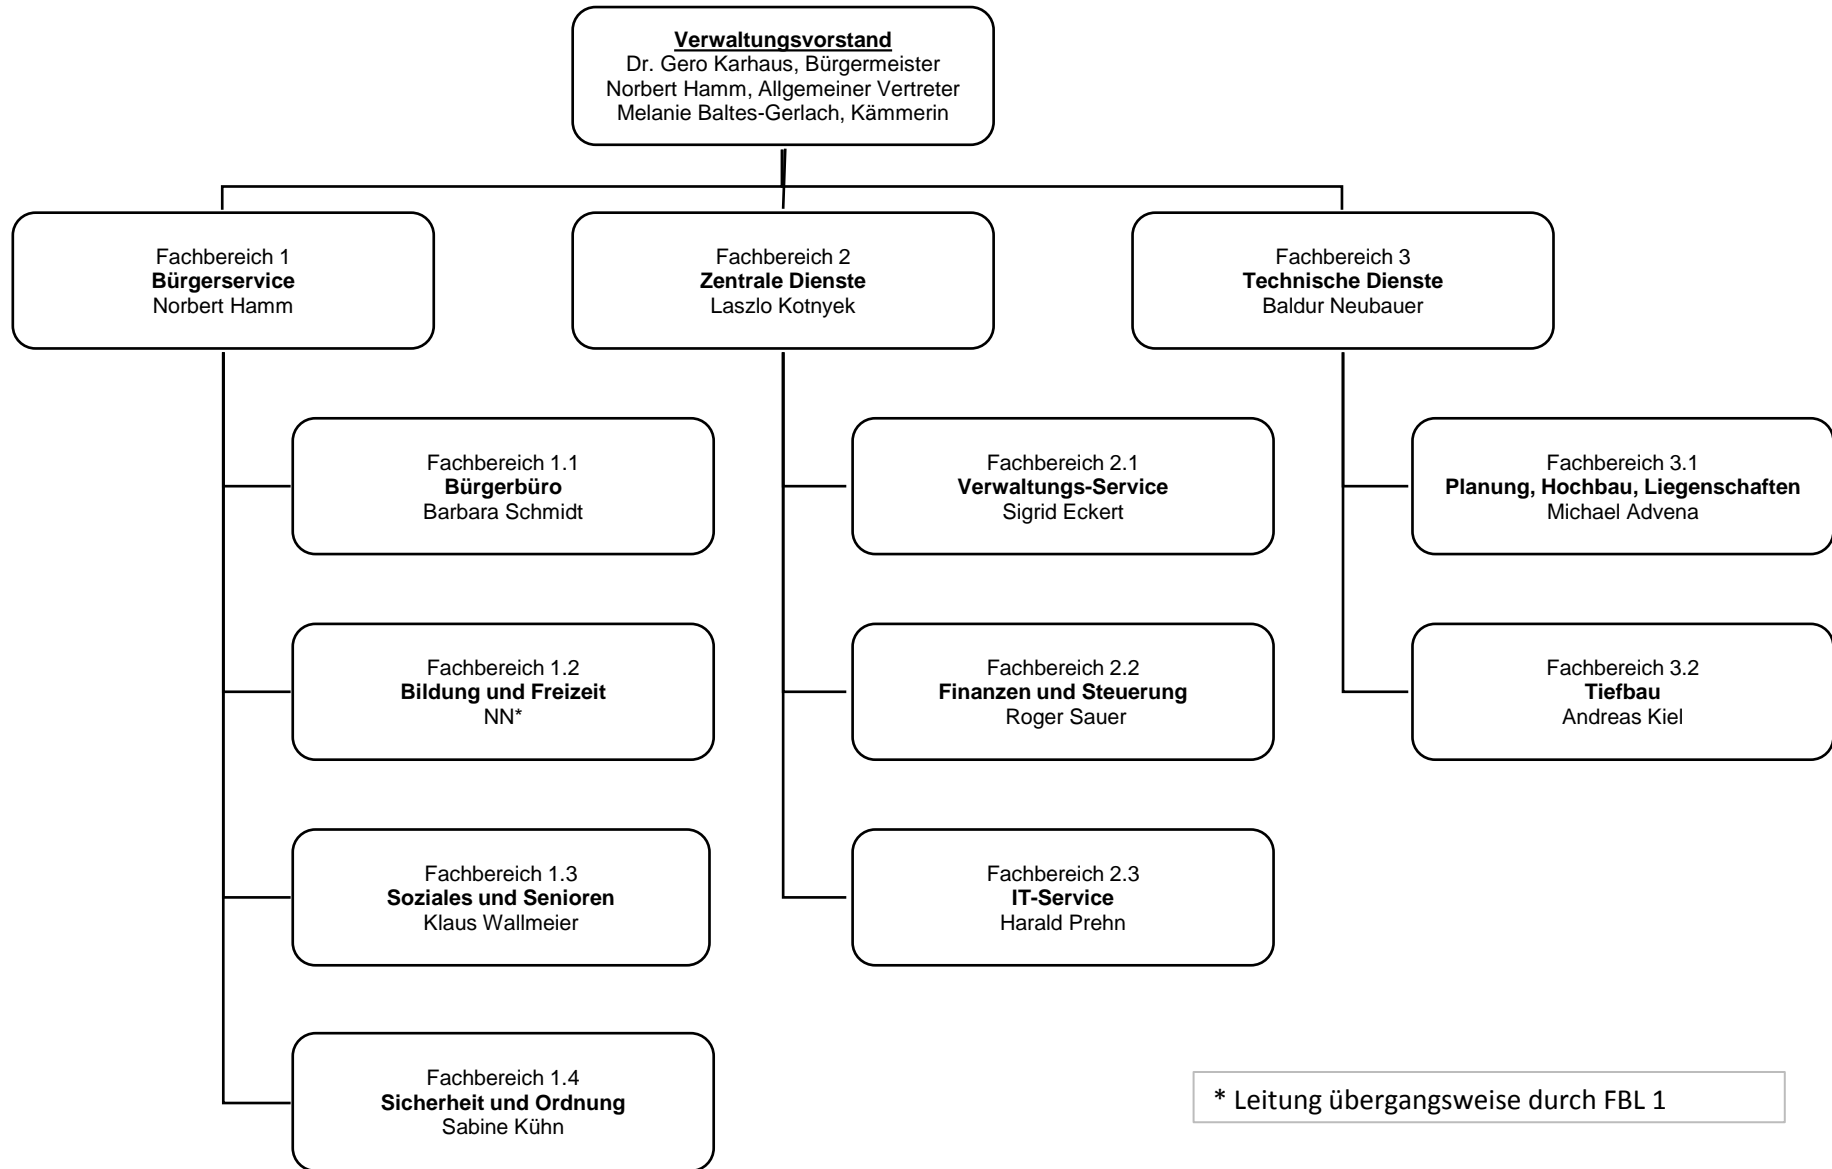 Verwaltungsvorstand
Dr. Gero Karhaus, Bürgermeister
Norbert Hamm, Allgemeiner Vertreter
Melanie Baltes-Gerlach, Kämmerin
Fachbereich 1
Bürgerservice
Norbert Hamm
Fachbereich 2
Zentrale Dienste
Laszlo Kotnyek
Fachbereich 3
Technische Dienste
Baldur Neubauer
Fachbereich 1.1
Bürgerbüro
Barbara Schmidt
Fachbereich 2.1
Verwaltungs-Service
Sigrid Eckert
Fachbereich 3.1
Planung, Hochbau, Liegenschaften
Michael Advena
Fachbereich 1.2
Bildung und Freizeit
NN*
Fachbereich 2.2
Finanzen und Steuerung
Roger Sauer
Fachbereich 3.2
Tiefbau
Andreas Kiel
Fachbereich 1.3
Soziales und Senioren
Klaus Wallmeier
Fachbereich 2.3
IT-Service
Harald Prehn
Fachbereich 1.4
Sicherheit und Ordnung
Sabine Kühn
* Leitung übergangsweise durch FBL 1